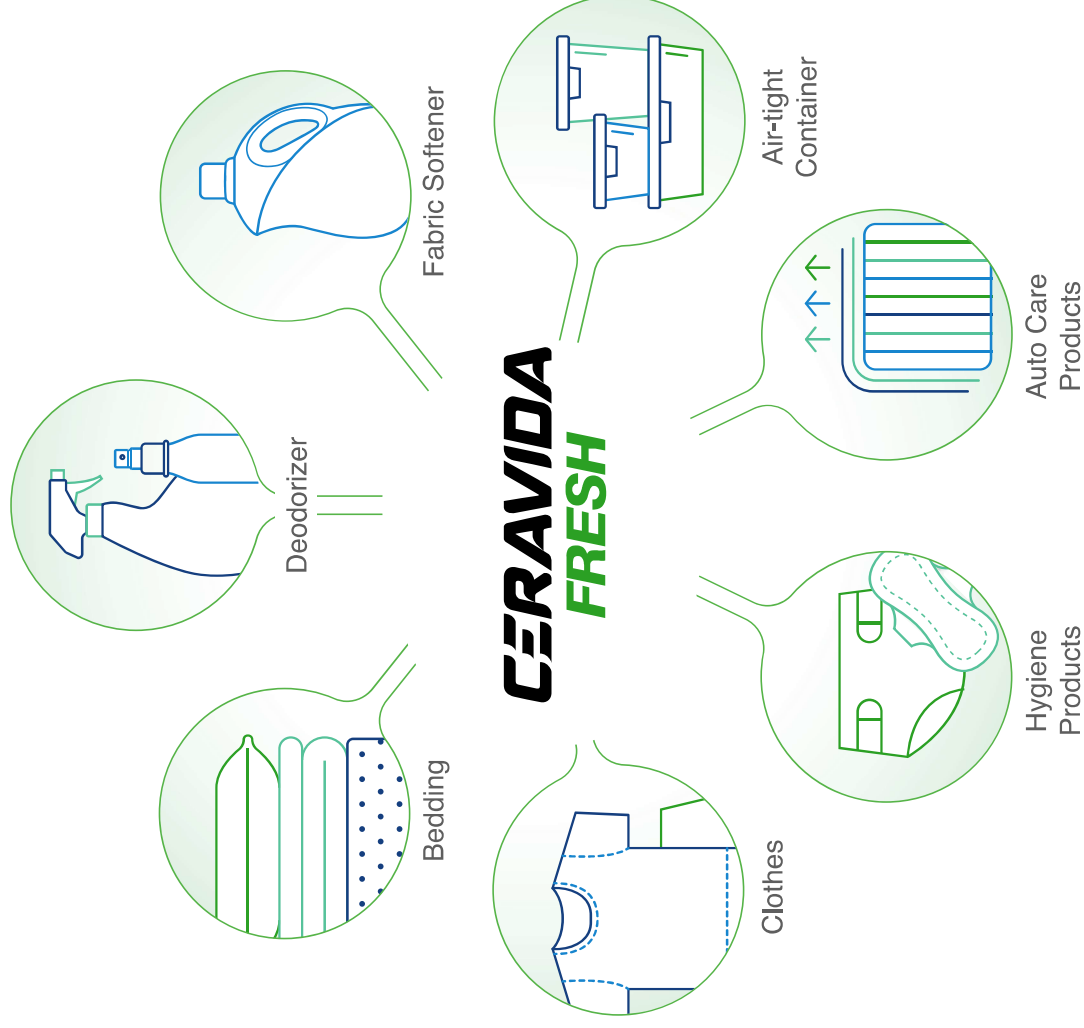 Bedding
Deodorizer
Fabric Softener
Clothes
CERAVIDA
FRESH
Air-tight
Container
Hygiene
Products
Auto Care
Products